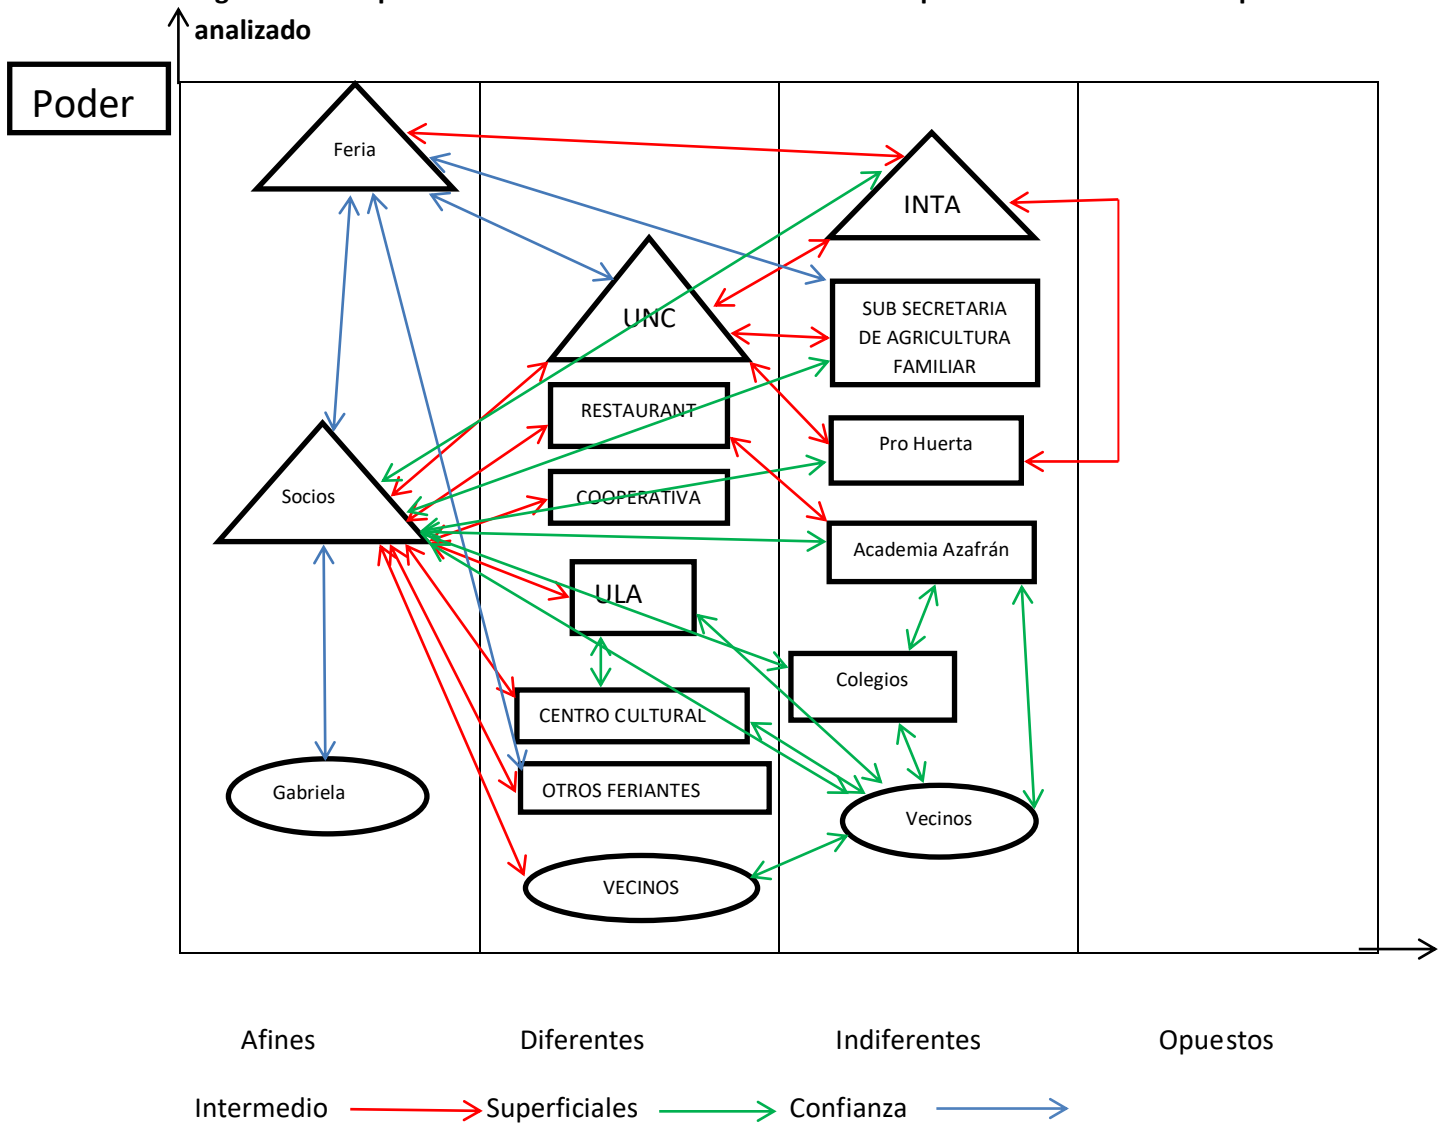 analizado
Poder
Feria
INTA
UNC
SUB SECRETARIA
DE AGRICULTURA
FAMILIAR
RESTAURANT
Pro Huerta
Socios
COOPERATIVA
Academia Azafrán
ULA
Colegios
CENTRO CULTURAL
Gabriela
OTROS FERIANTES
Vecinos
VECINOS
Afines Diferentes Indiferentes Opuestos
Intermedio Superficiales Confianza